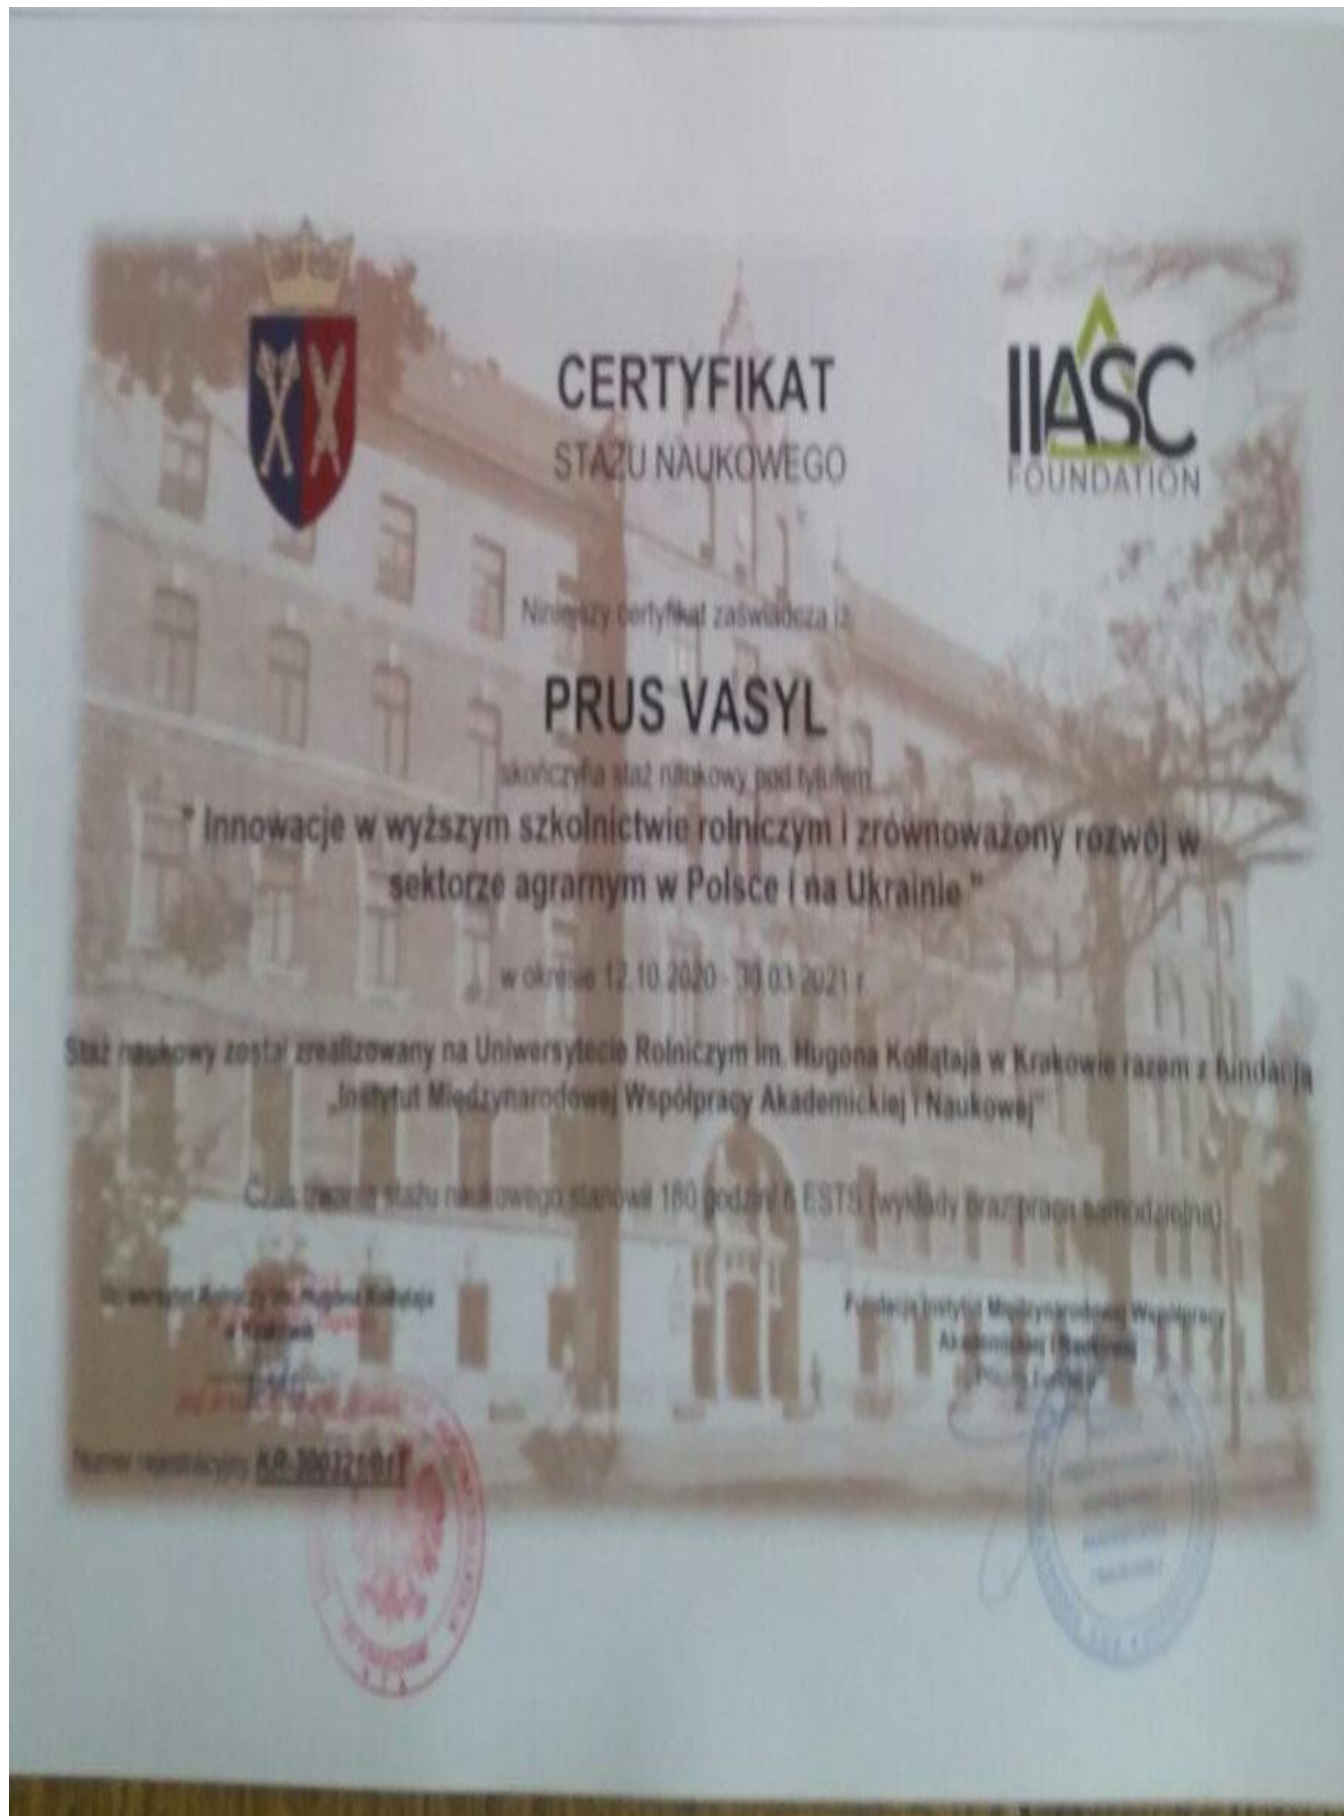 CERTYFIKAT
STAŻU NAUKOWEGO
IIASC
FOUNDATION
Niniejszy certyfikat zaświadcza iż
PRUS VASYL
skończyła staż naukowy pod tytułem
" Innowacje w wyższym szkolnictwie rolniczym i zrównoważony rozwój w
sektorze agrarnym w Polsce i na Ukrainie "
w okresie 12.10.2020 - 30.03.2021 r
Staż naukowy został zrealizowany na Uniwersytecie Rolniczym im. Hugona Kołłątaja w Krakowie razem z fundacją
„Instytut Międzynarodowej Współpracy Akademickiej i Naukowej"
Czas trwania stażu naukowego stanowił 180 godzin/ 6 ESTS (wykłady oraz praca samodzielna)
Uniwersytet Rolniczy im. Hugona Kołłątaja
w Krakowie
Fundacja Instytut Międzynarodowej Współpracy
Akademickiej i Naukowej
Numer rejestracyjny